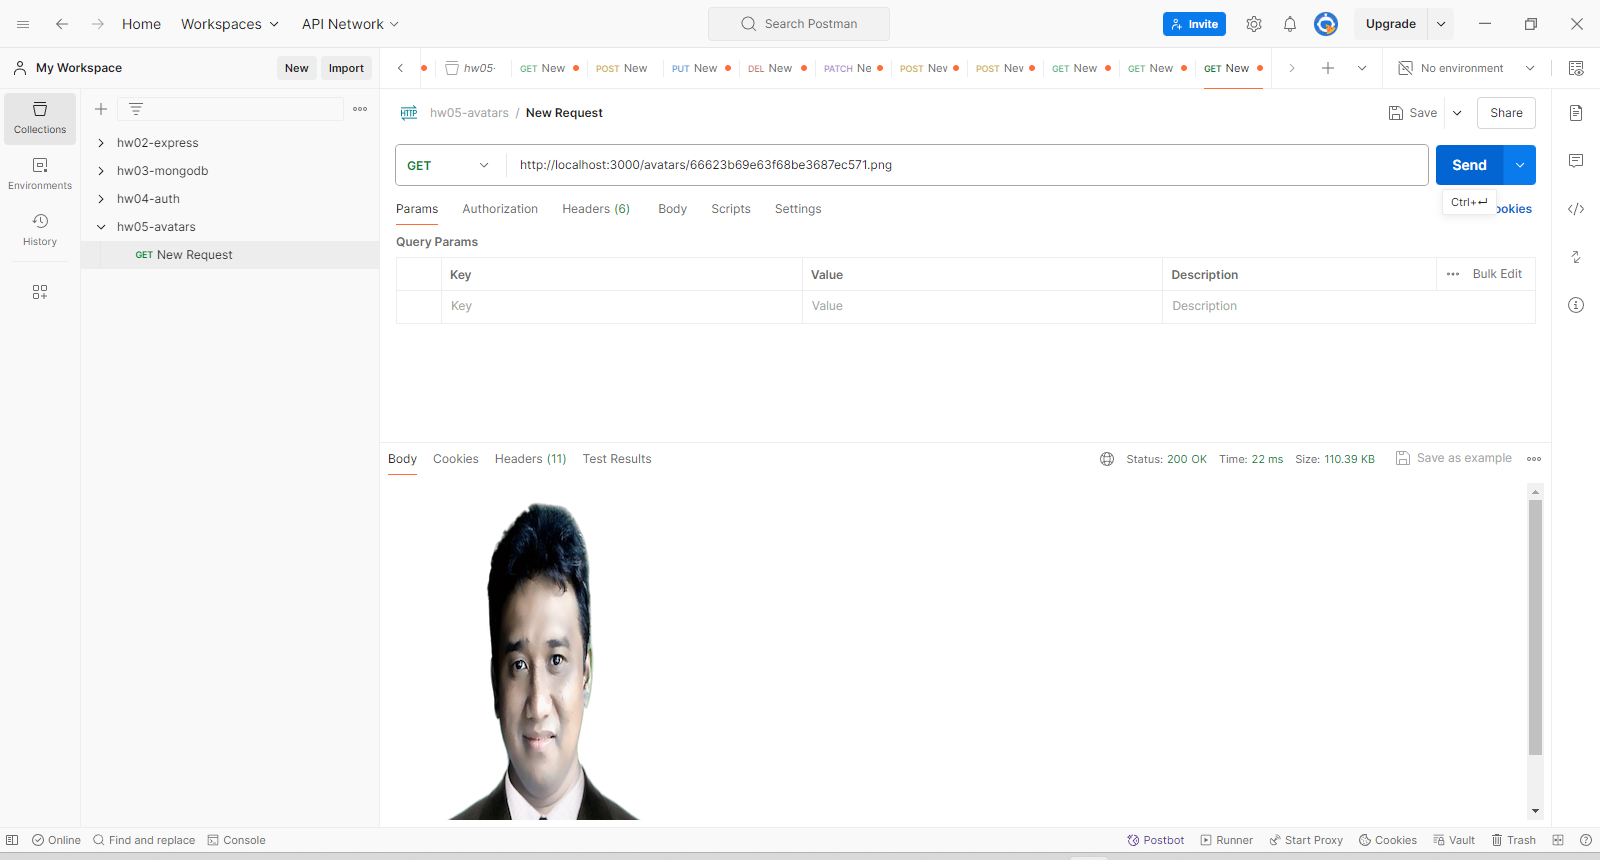 Home Workspaces API Network Search Postman Invite Upgrade
My Workspace New Import hw05- GET New POST New PUT New DEL New PATCH Ne POST Nev POST Nev GET New GET New GET New No environment
Collections
Environments
History
hw02-express
hw03-mongodb
hw04-auth
hw05-avatars
GET New Request
HTTP hw05-avatars / New Request Save Share
GET http://localhost:3000/avatars/66623b69e63f68be3687ec571.png Send
Ctrl+↵
Params Authorization Headers (6) Body Scripts Settings ookies
Query Params
Key Value Description Bulk Edit
Key Value Description
Body Cookies Headers (11) Test Results Status: 200 OK Time: 22 ms Size: 110.39 KB Save as example
Online Find and replace Console Postbot Runner Start Proxy Cookies Vault Trash